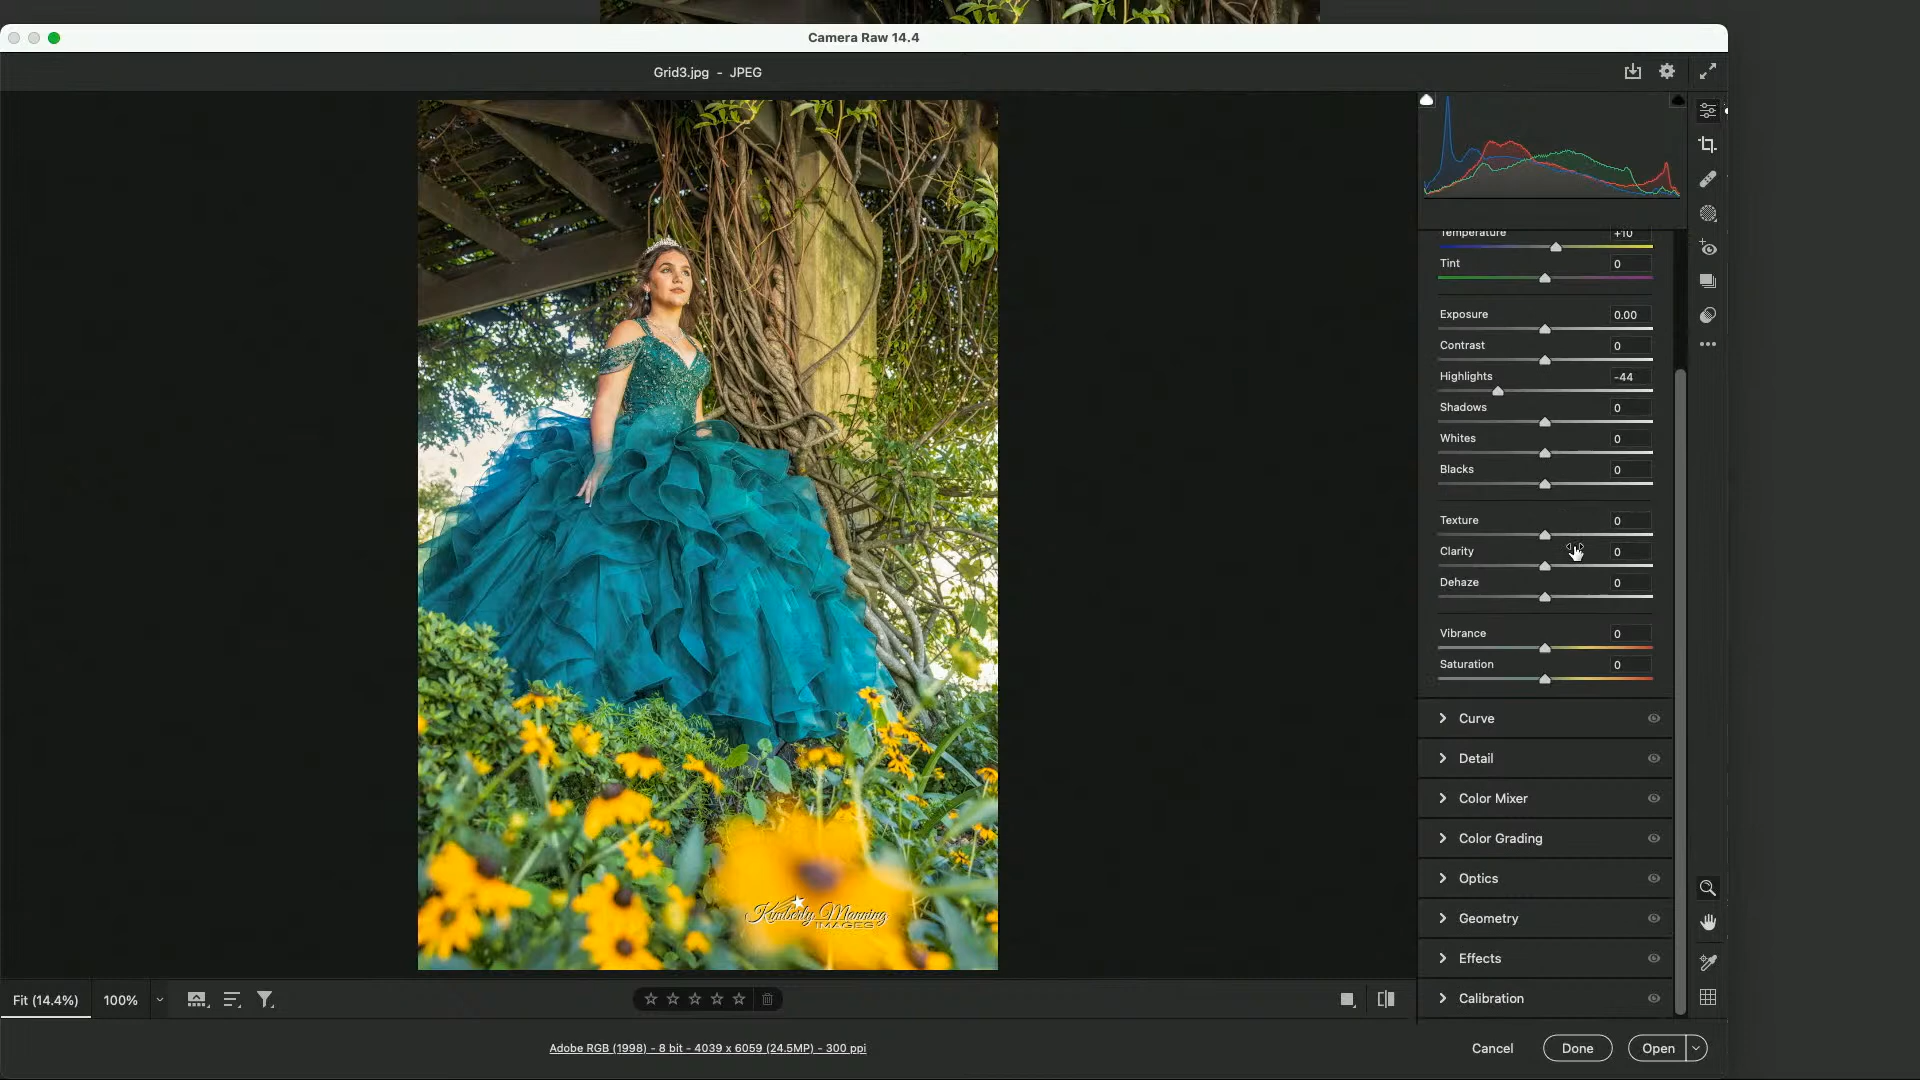 Camera Raw 14.4
Grid3.jpg - JPEG
Temperature +10
Tint 0
Exposure 0.00
Contrast 0
Highlights -44
Shadows 0
Whites 0
Blacks 0
Texture 0
Clarity 0
Dehaze 0
Vibrance 0
Saturation 0
Curve
Detail
Color Mixer
Color Grading
Optics
Geometry
Effects
Calibration
Kimberly Manning
IMAGES
Fit (14.4%) 100%
Adobe RGB (1998) - 8 bit - 4039 x 6059 (24.5MP) - 300 ppi
Cancel Done Open